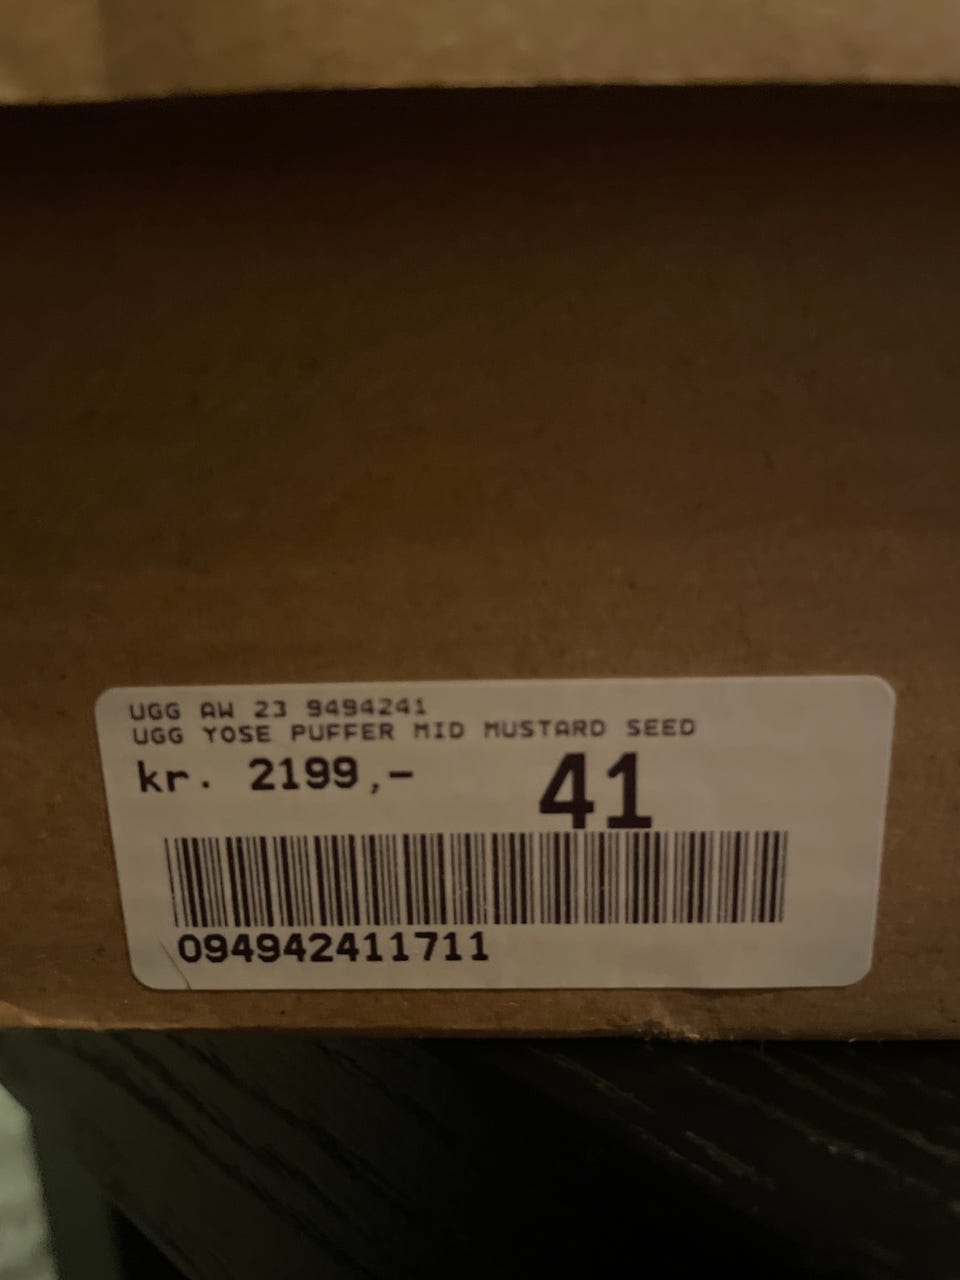 UGG AW 23 9494241
UGG YOSE PUFFER MID MUSTARD SEED
kr. 2199,- 41
094942411711